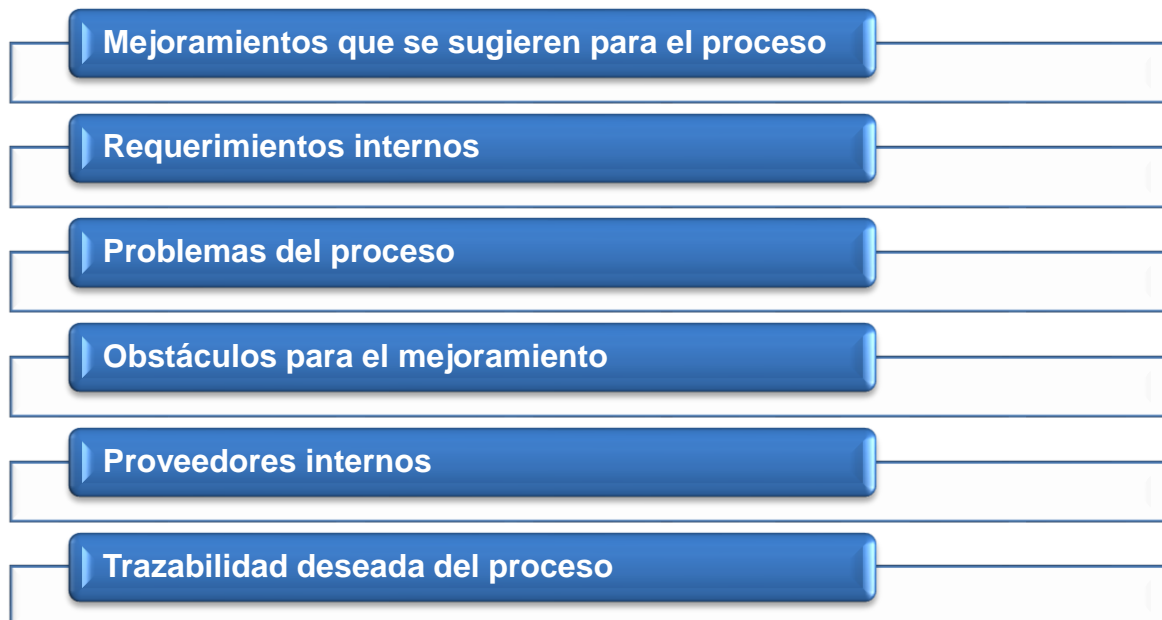 Mejoramientos que se sugieren para el proceso
Requerimientos internos
Problemas del proceso
Obstáculos para el mejoramiento
Proveedores internos
Trazabilidad deseada del proceso